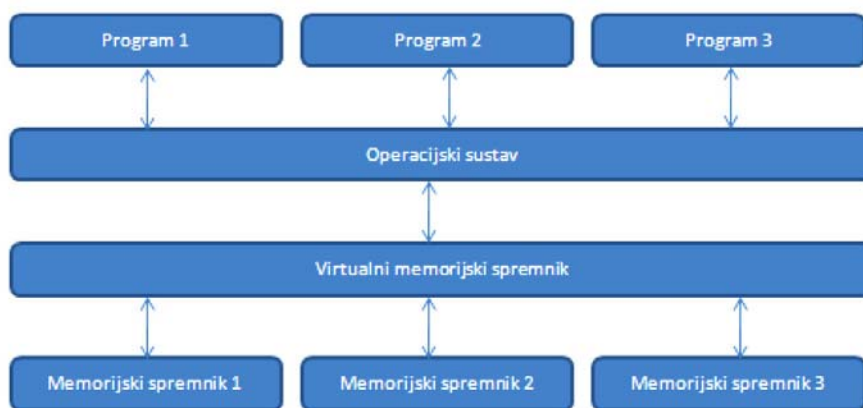 Program 1
Program 2
Program 3
Operacijski sustav
Virtualni memorijski spremnik
Memorijski spremnik 1
Memorijski spremnik 2
Memorijski spremnik 3